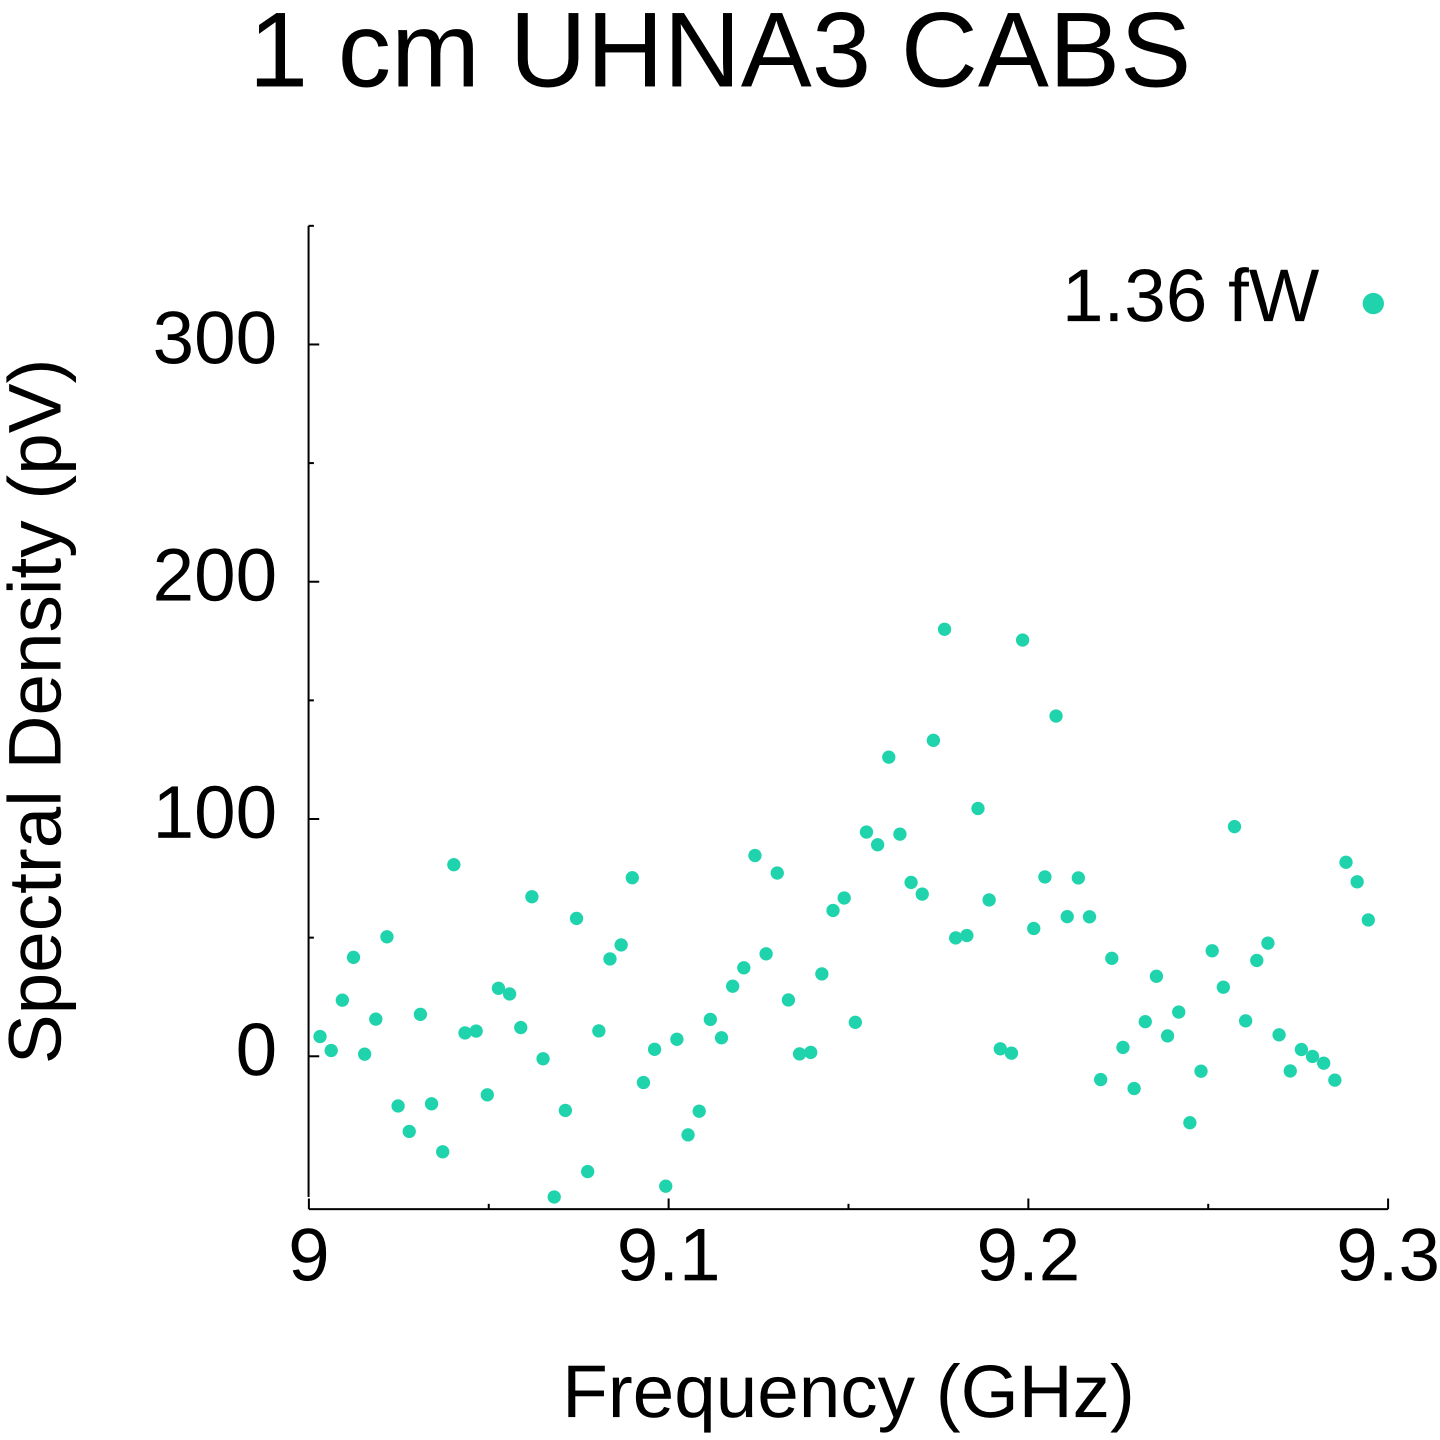 1 cm UHNA3 CABS
1.36 fW
Spectral Density (pV)
300
200
100
0
9 9.1 9.2 9.3
Frequency (GHz)